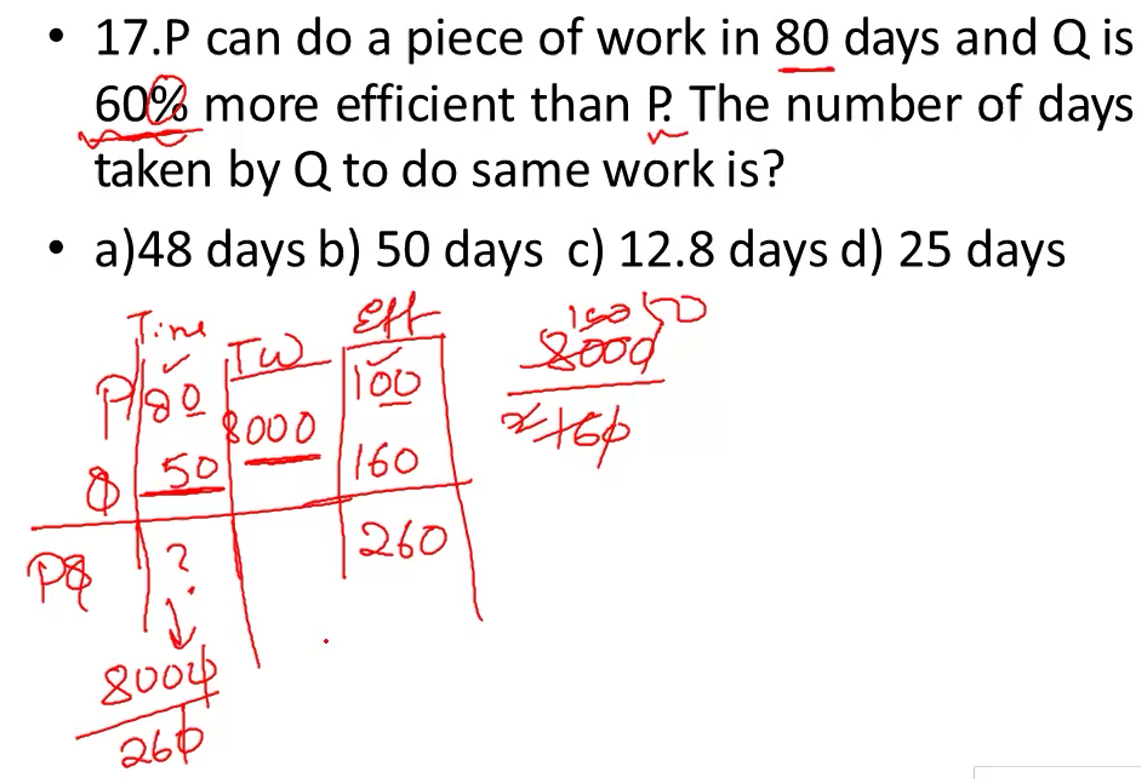 • 17.P can do a piece of work in 80 days and Q is
60% more efficient than P. The number of days
taken by Q to do same work is?
• a)48 days b) 50 days c) 12.8 days d) 25 days
Time TW Eff
P 80 8000 100
Q 50 160
PQ ? 260
8000
260
100 50
8000
160